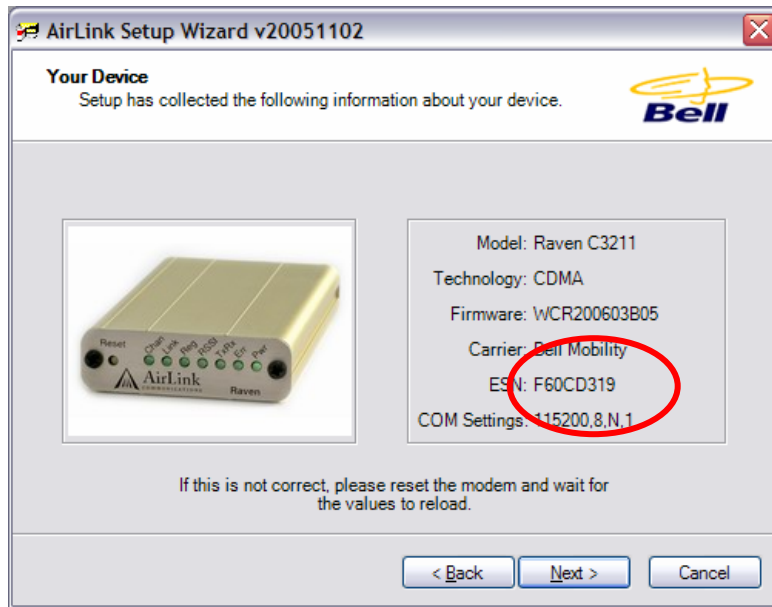 AirLink Setup Wizard v20051102
Your Device
Setup has collected the following information about your device.
Bell
Reset
Chan
Link
Reg
RSSI
TxRx
Err
Pwr
AirLink
COMMUNICATIONS
Raven
Model: Raven C3211
Technology: CDMA
Firmware: WCR200603B05
Carrier: Bell Mobility
ESN: F60CD319
COM Settings: 115200,8,N,1
If this is not correct, please reset the modem and wait for
the values to reload.
< Back
Next >
Cancel